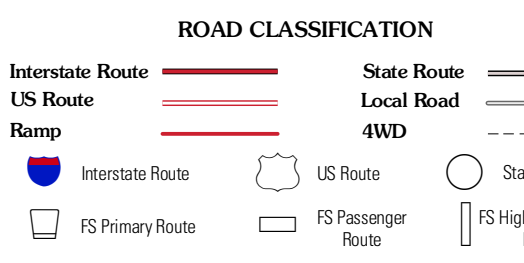 ROAD CLASSIFICATION
Interstate Route State Route
US Route Local Road
Ramp 4WD
Interstate Route US Route
FS Primary Route FS Passenger Route FS